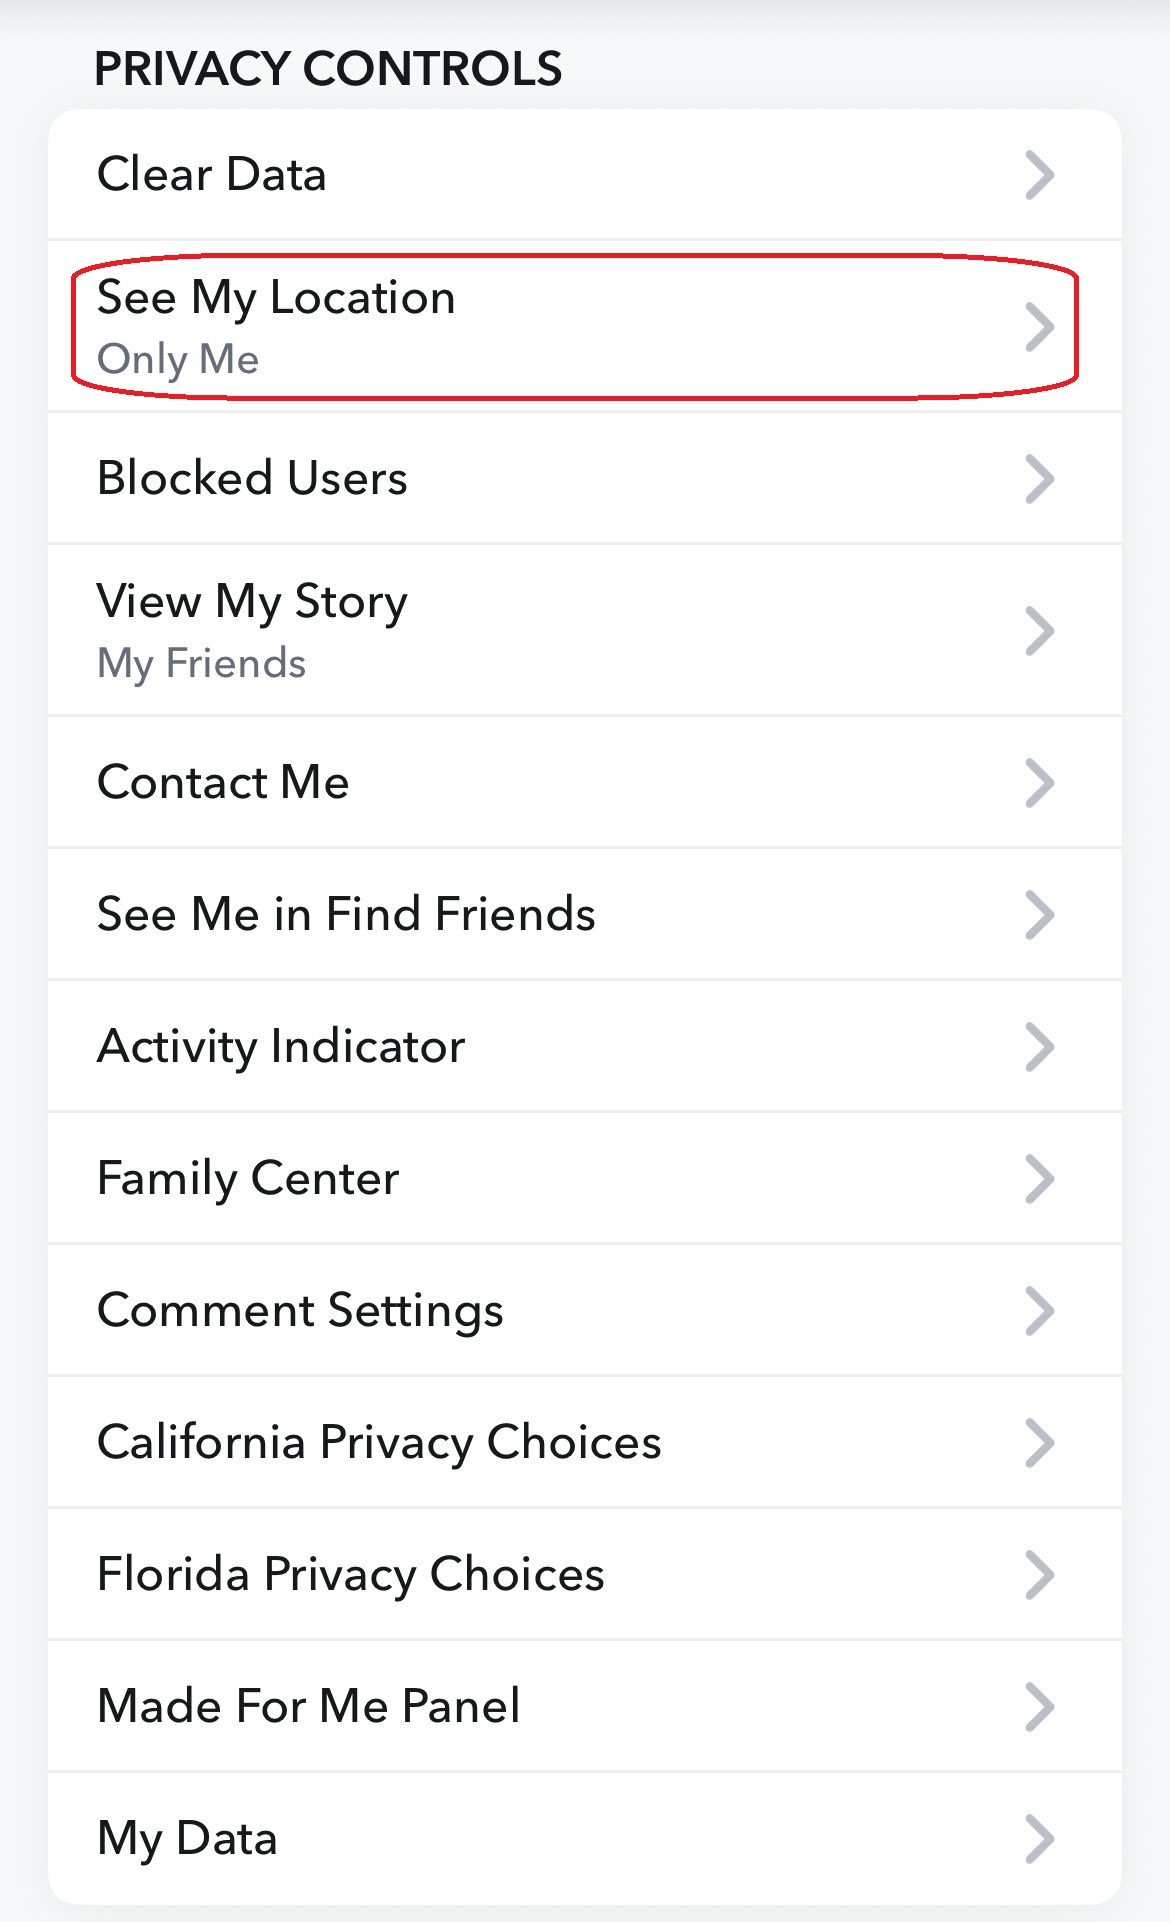 PRIVACY CONTROLS
Clear Data
See My Location
Only Me
Blocked Users
View My Story
My Friends
Contact Me
See Me in Find Friends
Activity Indicator
Family Center
Comment Settings
California Privacy Choices
Florida Privacy Choices
Made For Me Panel
My Data